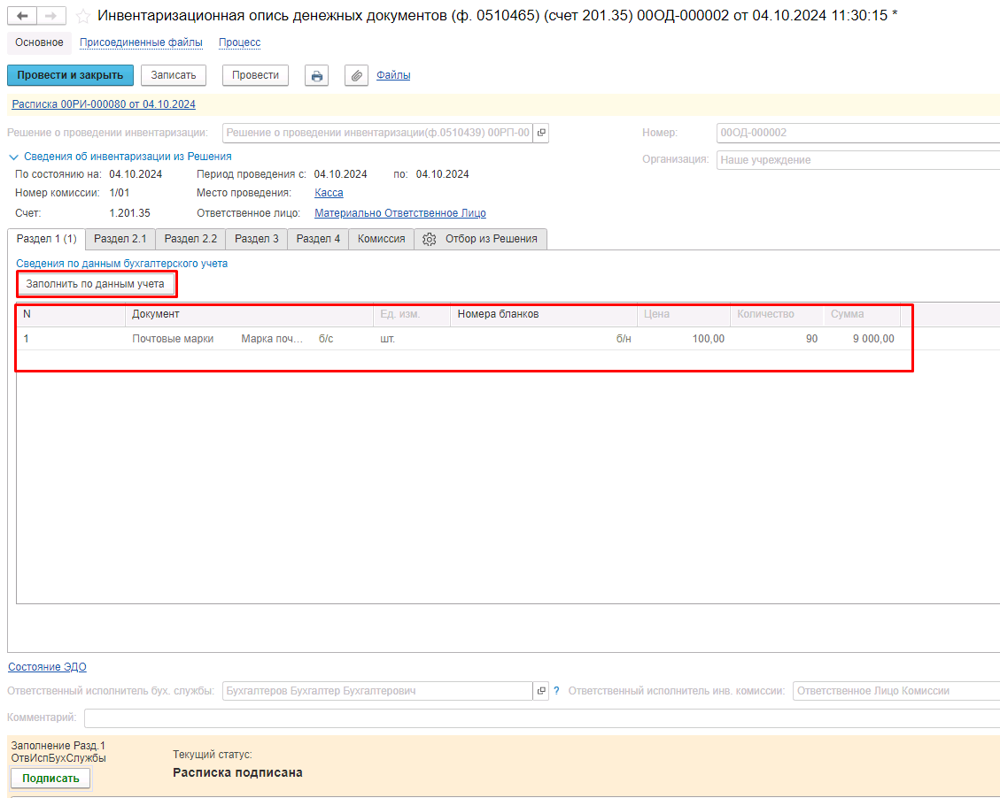 Инвентаризационная опись денежных документов (ф. 0510465) (счет 201.35) 00ОД-000002 от 04.10.2024 11:30:15 *
Основное Присоединенные файлы Процесс
Провести и закрыть Записать Провести Файлы
Расписка 00РИ-000080 от 04.10.2024
Решение о проведении инвентаризации: Решение о проведении инвентаризации(ф.0510439) 00РП-00 Номер: 00ОД-000002
Организация: Наше учреждение
Сведения об инвентаризации из Решения
По состоянию на: 04.10.2024 Период проведения с: 04.10.2024 по: 04.10.2024
Номер комиссии: 1/01 Место проведения: Касса
Счет: 1.201.35 Ответственное лицо: Материально Ответственное Лицо
Раздел 1 (1) Раздел 2.1 Раздел 2.2 Раздел 3 Раздел 4 Комиссия Отбор из Решения
Сведения по данным бухгалтерского учета
Заполнить по данным учета
N Документ Ед. изм. Номера бланков Цена Количество Сумма
1 Почтовые марки Марка поч... б/с шт. б/н 100,00 90 9 000,00
Состояние ЭДО
Ответственный исполнитель бух. службы: Бухгалтеров Бухгалтер Бухгалтерович ? Ответственный исполнитель инв. комиссии: Ответственное Лицо Комиссии
Комментарий:
Заполнение Разд.1
ОтвИспБухСлужбы
Текущий статус:
Подписать Расписка подписана